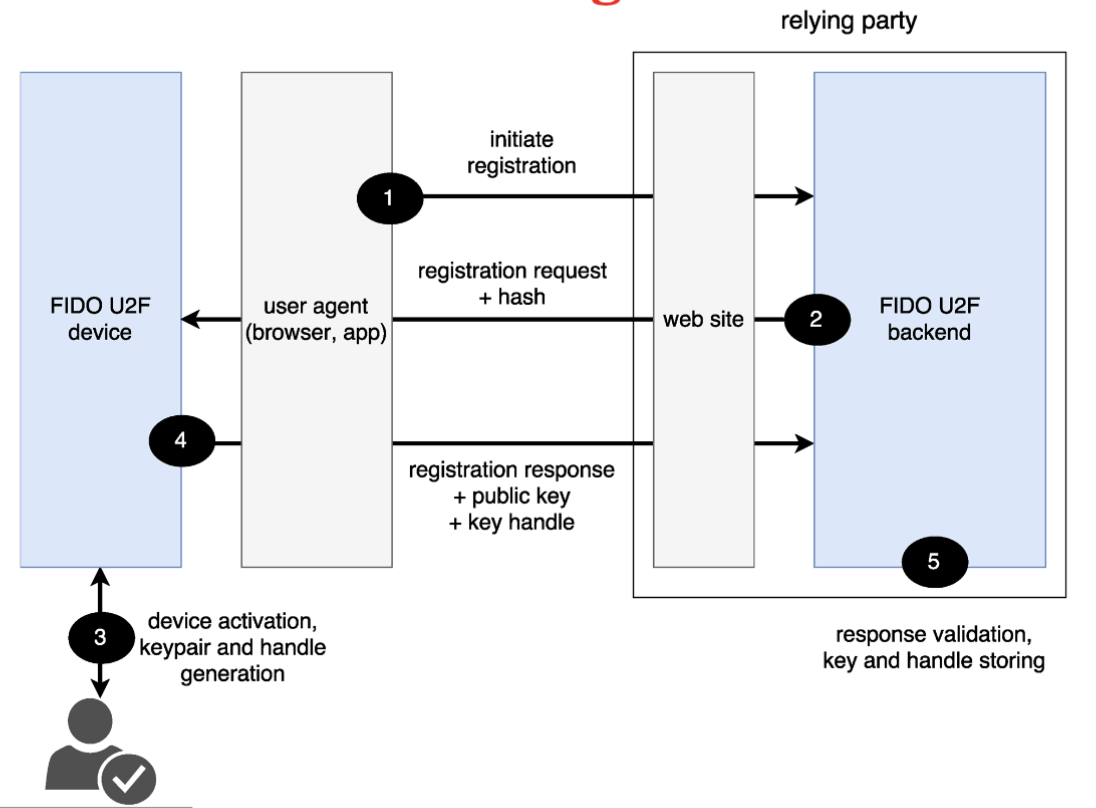 relying party
initiate
registration
1
registration request
+ hash
FIDO U2F
device
user agent
(browser, app)
web site
2
FIDO U2F
backend
4
registration response
+ public key
+ key handle
5
3
device activation,
keypair and handle
generation
response validation,
key and handle storing